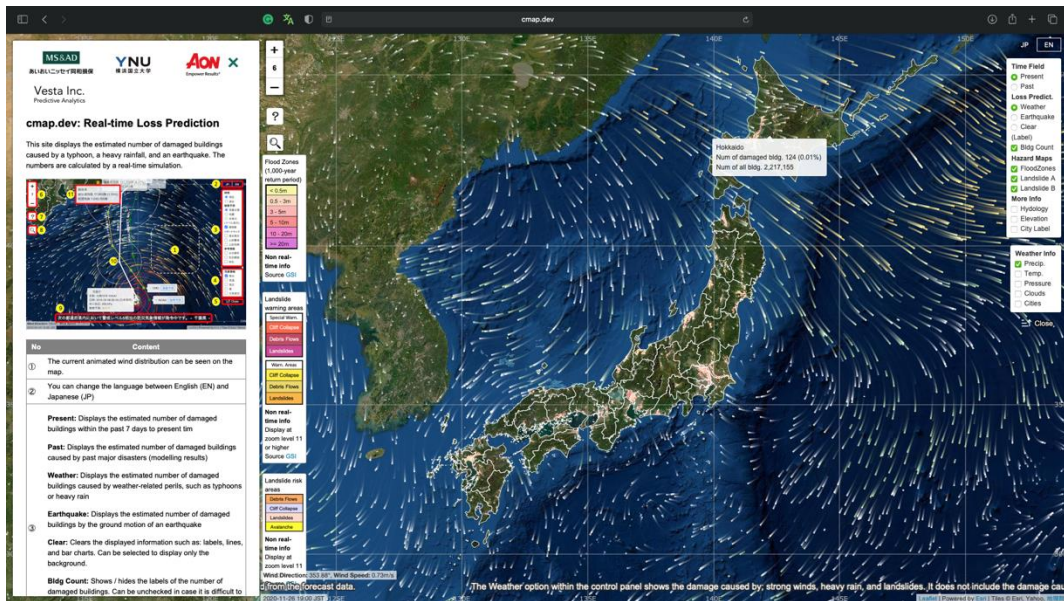 cmap.dev
MS&AD
あいおいニッセイ同和損保
YNU
横浜国立大学
AON
Empower Results®
Vesta Inc.
Predictive Analytics
cmap.dev: Real-time Loss Prediction
This site displays the estimated number of damaged buildings
caused by a typhoon, a heavy rainfall, and an earthquake. The
numbers are calculated by a real-time simulation.
No Content
① The current animated wind distribution can be seen on the
map.
② You can change the language between English (EN) and
Japanese (JP)
③
Present: Displays the estimated number of damaged
buildings within the past 7 days to present tim
Past: Displays the estimated number of damaged buildings
caused by past major disasters (modelling results)
Weather: Displays the estimated number of damaged
buildings caused by weather-related perils, such as typhoons
or heavy rain
Earthquake: Displays the estimated number of damaged
buildings by the ground motion of an earthquake
Clear: Clears the displayed information such as: labels, lines,
and bar charts. Can be selected to display only the
background.
Bldg Count: Shows / hides the labels of the number of
damaged buildings. Can be unchecked in case it is difficult to
+
6
−
?
Flood Zones
(1,000-year
return period)
< 0.5m
0.5 - 3m
3 - 5m
5 - 10m
10 - 20m
>= 20m
Non real-
time info
Source GSI
Landslide
warning areas
Special Warn.
Cliff Collapse
Debris Flows
Landslides
Warn. Areas
Cliff Collapse
Debris Flows
Landslides
Non real-
time info
Display at
zoom level 11
or higher
Source GSI
Landslide risk
areas
Debris Flows
Cliff Collapse
Landslides
Avalanche
Non real-
time info
Display at
zoom level 11
Wind Direction: 353.88°, Wind Speed: 0.73m/s
2020-11-26 19:00 JST
130E
135E
140E
145E
150E
Hokkaido
Num of damaged bldg. 124 (0.01%)
Num of all bldg. 2,217,155
JP EN
Time Field
Present
Past
Loss Predict.
Weather
Earthquake
Clear
(Label)
Bldg Count
Hazard Maps
FloodZones
Landslide A
Landslide B
More Info
Hydology
Elevation
City Label
Weather Info
Precip.
Temp.
Pressure
Clouds
Cities
Close
from the forecast data. The Weather option within the control panel shows the damage caused by; strong winds, heavy rain, and landslides. It does not include the damage cau
Leaflet | Powered by Esri | Tiles © Esri, Yahoo,